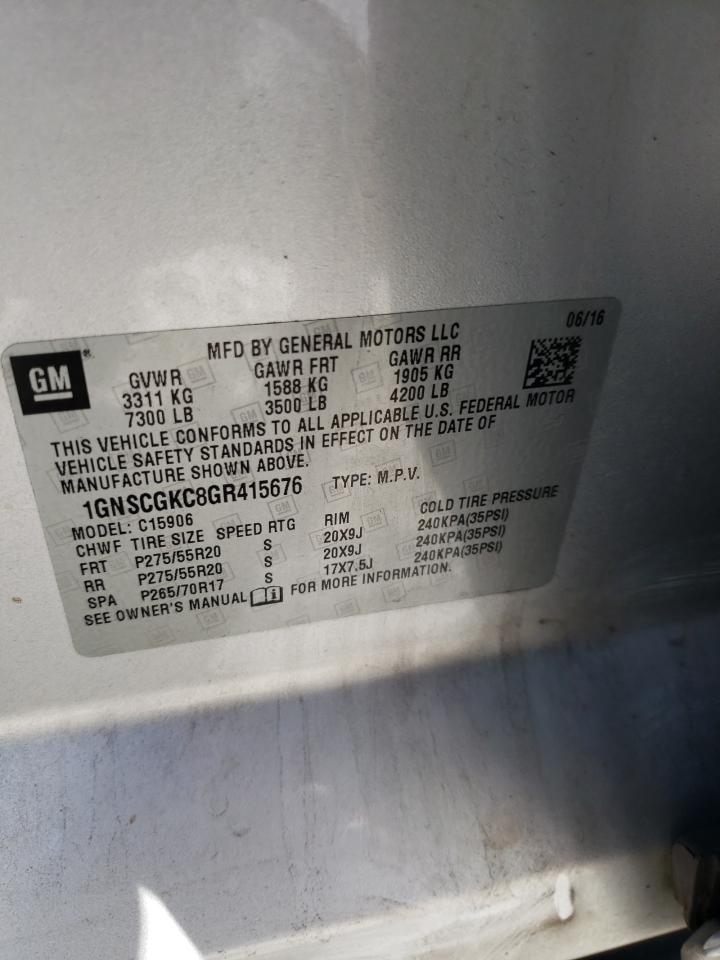 06/16
MFD BY GENERAL MOTORS LLC
GM®
GVWR GAWR FRT GAWR RR
3311 KG 1588 KG 1905 KG
7300 LB 3500 LB 4200 LB
THIS VEHICLE CONFORMS TO ALL APPLICABLE U.S. FEDERAL MOTOR
VEHICLE SAFETY STANDARDS IN EFFECT ON THE DATE OF
MANUFACTURE SHOWN ABOVE.
1GNSCGKC8GR415676 TYPE: M.P.V.
MODEL: C15906
CHWF TIRE SIZE SPEED RTG RIM COLD TIRE PRESSURE
FRT P275/55R20 S 20X9J 240KPA(35PSI)
RR P275/55R20 S 20X9J 240KPA(35PSI)
SPA P265/70R17 S 17X7.5J 240KPA(35PSI)
SEE OWNER'S MANUAL FOR MORE INFORMATION.